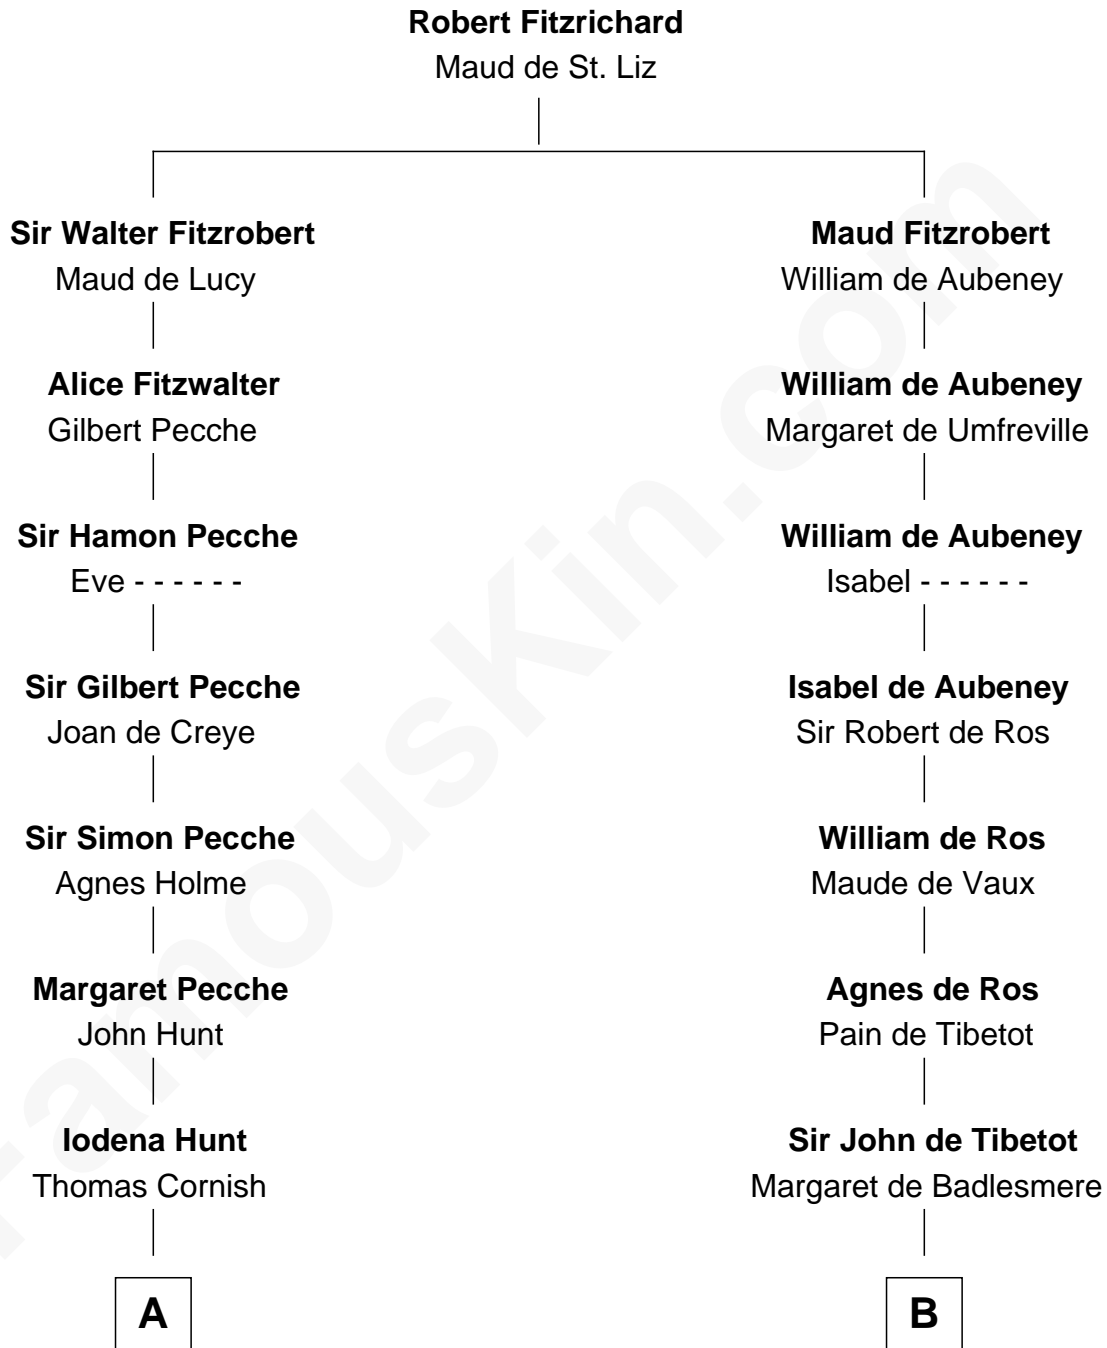 Robert Fitzrichard
Maud de St. Liz
Sir Walter Fitzrobert
Maud de Lucy
Maud Fitzrobert
William de Aubeney
Alice Fitzwalter
Gilbert Pecche
William de Aubeney
Margaret de Umfreville
Sir Hamon Pecche
Eve - - - - - -
William de Aubeney
Isabel - - - - - -
Sir Gilbert Pecche
Joan de Creye
Isabel de Aubeney
Sir Robert de Ros
Sir Simon Pecche
Agnes Holme
William de Ros
Maude de Vaux
Margaret Pecche
John Hunt
Agnes de Ros
Pain de Tibetot
Iodena Hunt
Thomas Cornish
Sir John de Tibetot
Margaret de Badlesmere
A
B
FamousKin.com